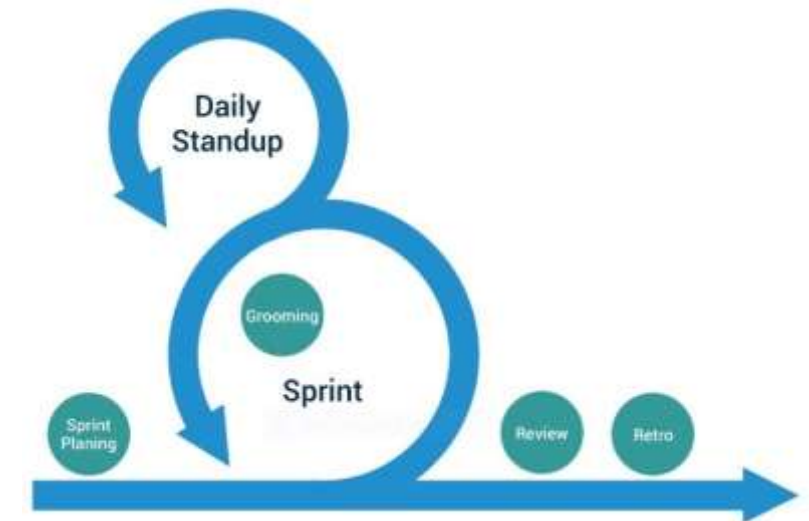 Daily
Standup
Grooming
Sprint
Sprint
Planing
Review
Retro